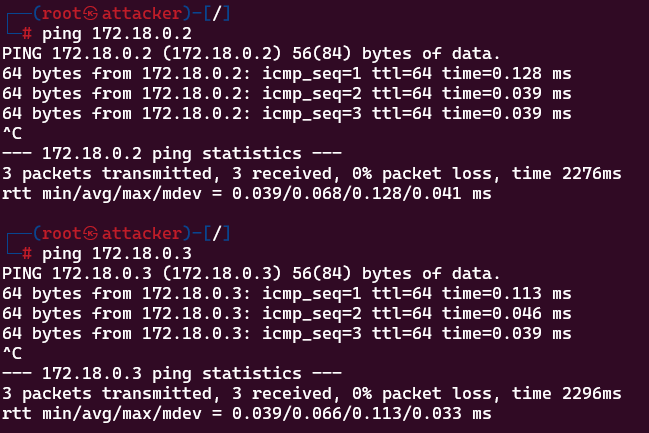 ┌──(root㉿attacker)-[/]
└─# ping 172.18.0.2
PING 172.18.0.2 (172.18.0.2) 56(84) bytes of data.
64 bytes from 172.18.0.2: icmp_seq=1 ttl=64 time=0.128 ms
64 bytes from 172.18.0.2: icmp_seq=2 ttl=64 time=0.039 ms
64 bytes from 172.18.0.2: icmp_seq=3 ttl=64 time=0.039 ms
^C
--- 172.18.0.2 ping statistics ---
3 packets transmitted, 3 received, 0% packet loss, time 2276ms
rtt min/avg/max/mdev = 0.039/0.068/0.128/0.041 ms
┌──(root㉿attacker)-[/]
└─# ping 172.18.0.3
PING 172.18.0.3 (172.18.0.3) 56(84) bytes of data.
64 bytes from 172.18.0.3: icmp_seq=1 ttl=64 time=0.113 ms
64 bytes from 172.18.0.3: icmp_seq=2 ttl=64 time=0.046 ms
64 bytes from 172.18.0.3: icmp_seq=3 ttl=64 time=0.039 ms
^C
--- 172.18.0.3 ping statistics ---
3 packets transmitted, 3 received, 0% packet loss, time 2296ms
rtt min/avg/max/mdev = 0.039/0.066/0.113/0.033 ms